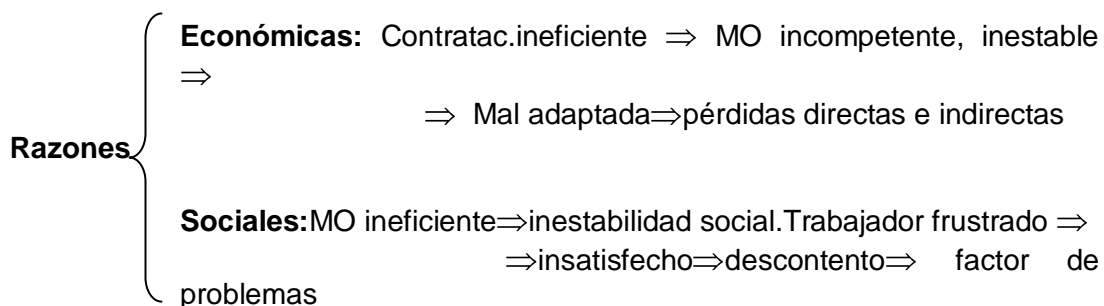 Económicas: Contratac.ineficiente ⇒ MO incompetente, inestable
⇒
⇒ Mal adaptada⇒pérdidas directas e indirectas
Razones
Sociales:MO ineficiente⇒inestabilidad social.Trabajador frustrado ⇒
⇒insatisfecho⇒descontento⇒ factor de
problemas